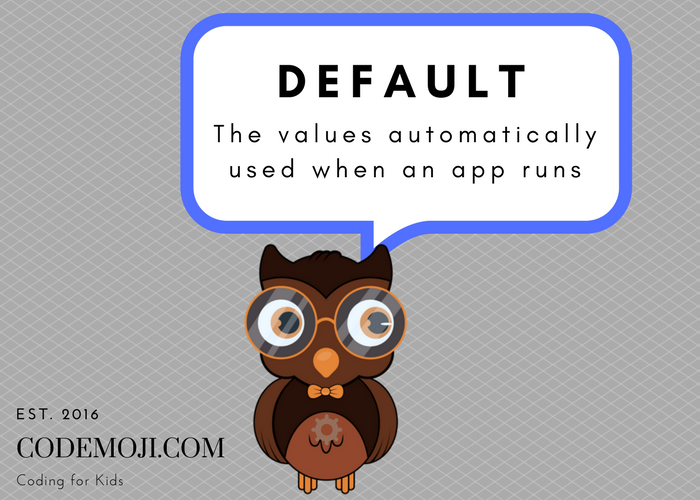 DEFAULT
The values automatically
used when an app runs
EST. 2016
CODEMOJI.COM
Coding for Kids